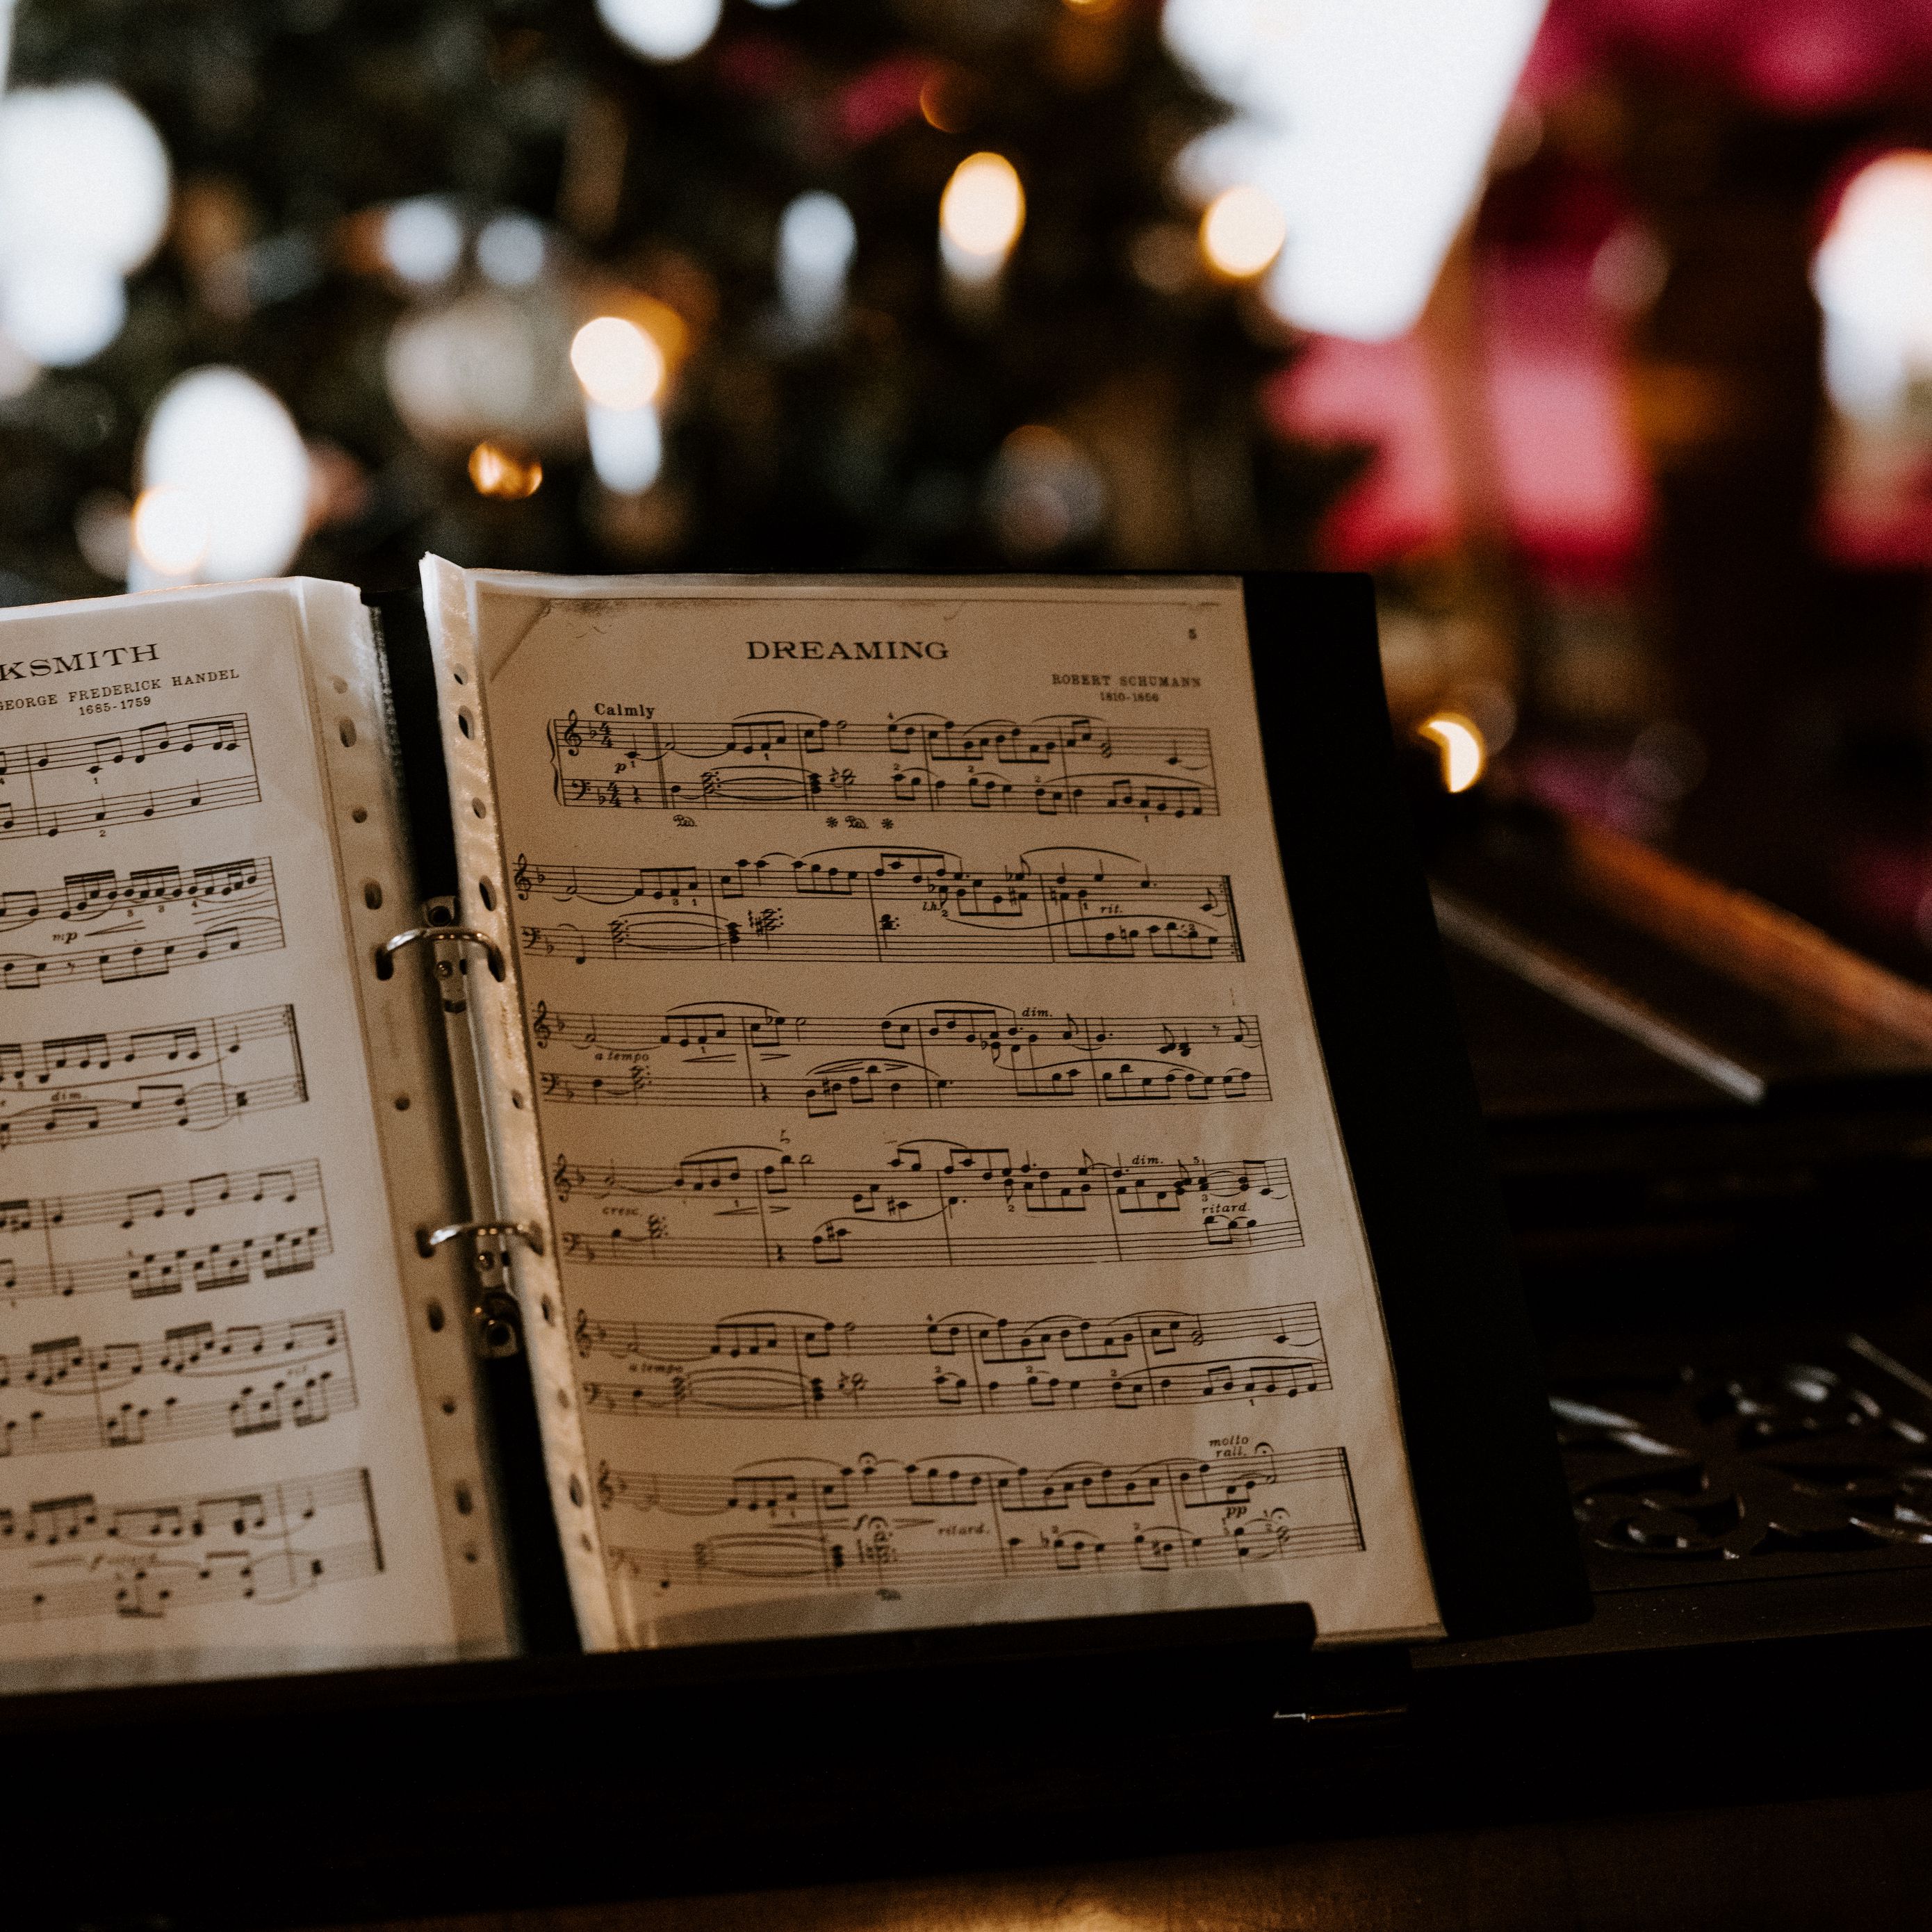 KSMITH
GEORGE FREDERICK HANDEL
1685-1759
mp
dim.
rit.
DREAMING
5
ROBERT SCHUMANN
1810-1856
Calmly
p
l.h.
rit.
a tempo
dim.
cresc.
dim.
ritard.
a tempo
molto
rall.
f
ritard.
pp